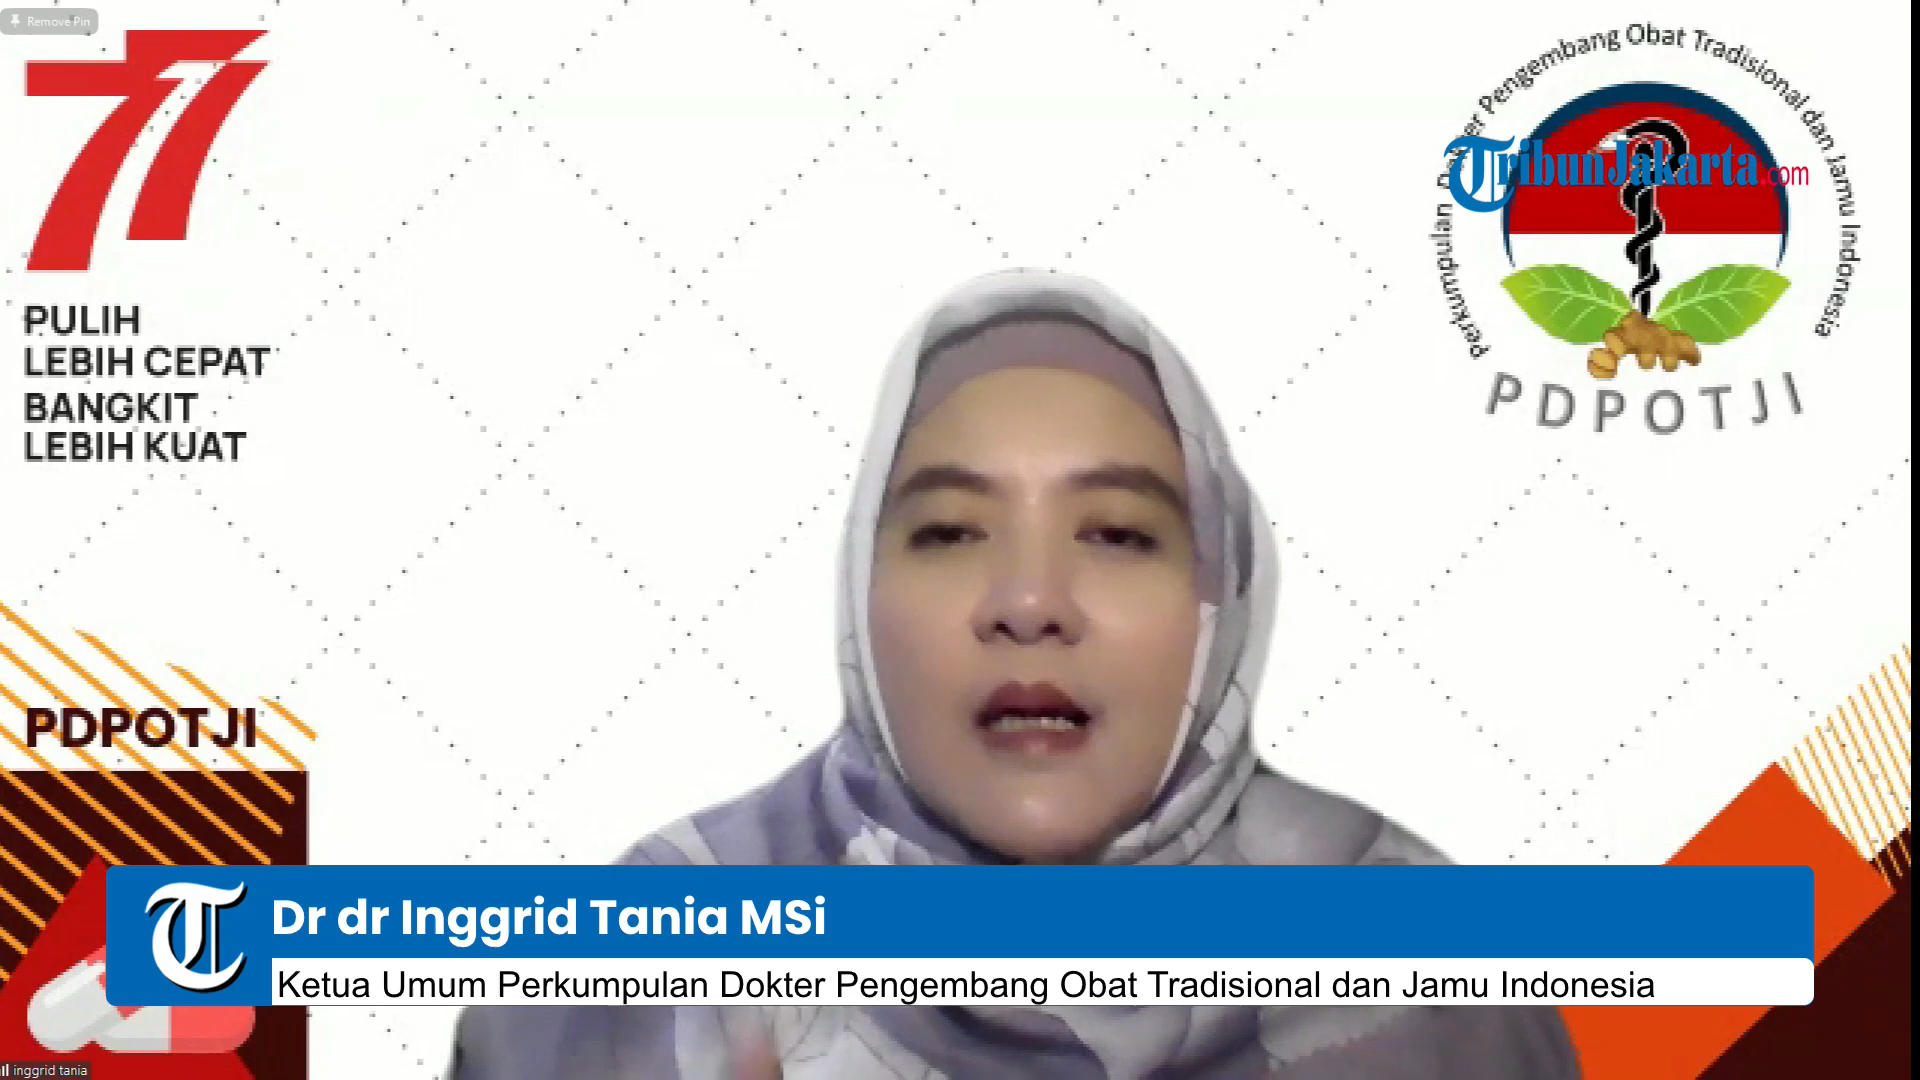 Remove Pin
77
PULIH
LEBIH CEPAT
BANGKIT
LEBIH KUAT
Perkumpulan Dokter Pengembang Obat Tradisional dan Jamu Indonesia
TribunJakarta.com
PDPOTJI
PDPOTJI
T Dr dr Inggrid Tania MSi
Ketua Umum Perkumpulan Dokter Pengembang Obat Tradisional dan Jamu Indonesia
inggrid tania